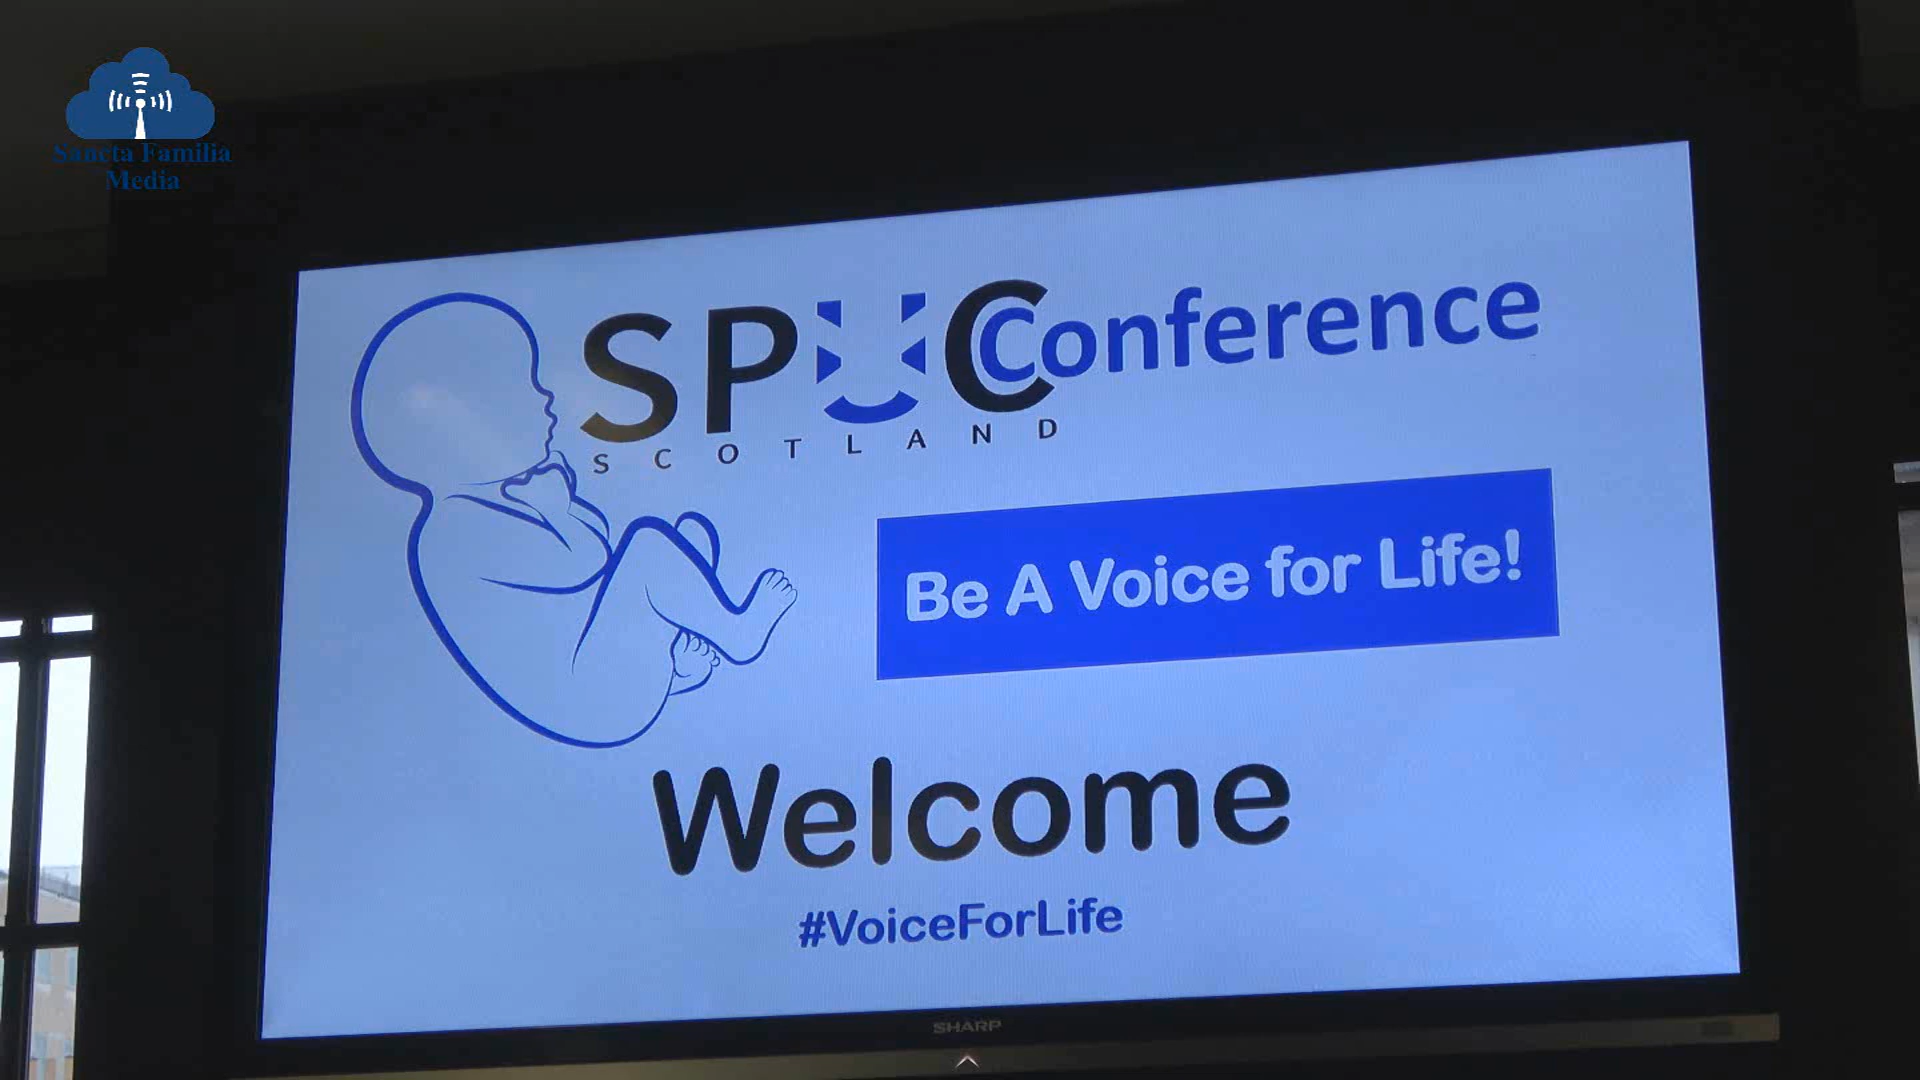 Sancta Familia
Media
SPUC Conference
SCOTLAND
Be A Voice for Life!
Welcome
#VoiceForLife
SHARP